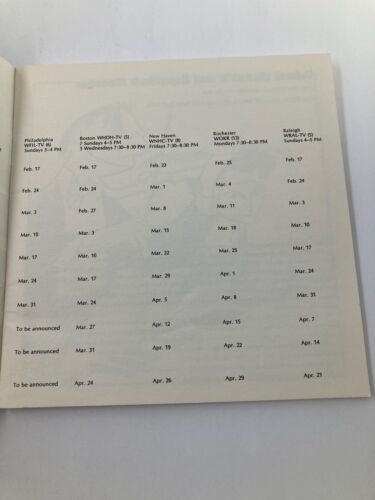 Philadelphia Boston WHDH-TV (5) New Haven Rochester Raleigh
WFIL-TV (6) 7 Sundays 4–5 PM WNHC-TV (8) WOKR (13) WRAL-TV (5)
Sundays 3–4 PM 3 Wednesdays 7:30–8:30 PM Fridays 7:30–8:30 PM Mondays 7:30–8:30 PM Sundays 4–5 PM
Feb. 17 Feb. 17 Feb. 22 Feb. 25 Feb. 17
Feb. 24 Feb. 24 Mar. 1 Mar. 4 Feb. 24
Mar. 3 Feb. 27 Mar. 8 Mar. 11 Mar. 3
Mar. 10 Mar. 3 Mar. 15 Mar. 18 Mar. 10
Mar. 17 Mar. 10 Mar. 22 Mar. 25 Mar. 17
Mar. 24 Mar. 17 Mar. 29 Apr. 1 Mar. 24
Mar. 31 Mar. 24 Apr. 5 Apr. 8 Mar. 31
To be announced Mar. 27 Apr. 12 Apr. 15 Apr. 7
To be announced Mar. 31 Apr. 19 Apr. 22 Apr. 14
To be announced Apr. 24 Apr. 26 Apr. 29 Apr. 21